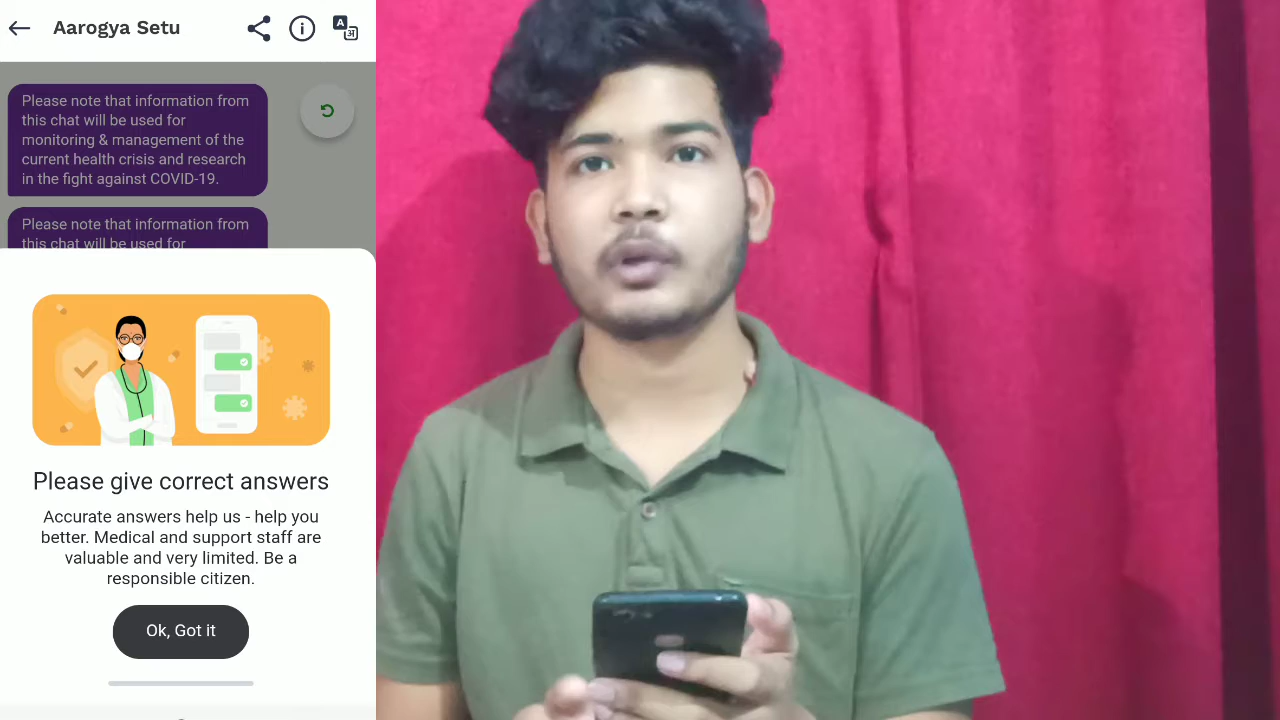 Aarogya Setu
A
अ
Please note that information from
this chat will be used for
monitoring & management of the
current health crisis and research
in the fight against COVID-19.
Please note that information from
this chat will be used for
Please give correct answers
Accurate answers help us - help you
better. Medical and support staff are
valuable and very limited. Be a
responsible citizen.
Ok, Got it